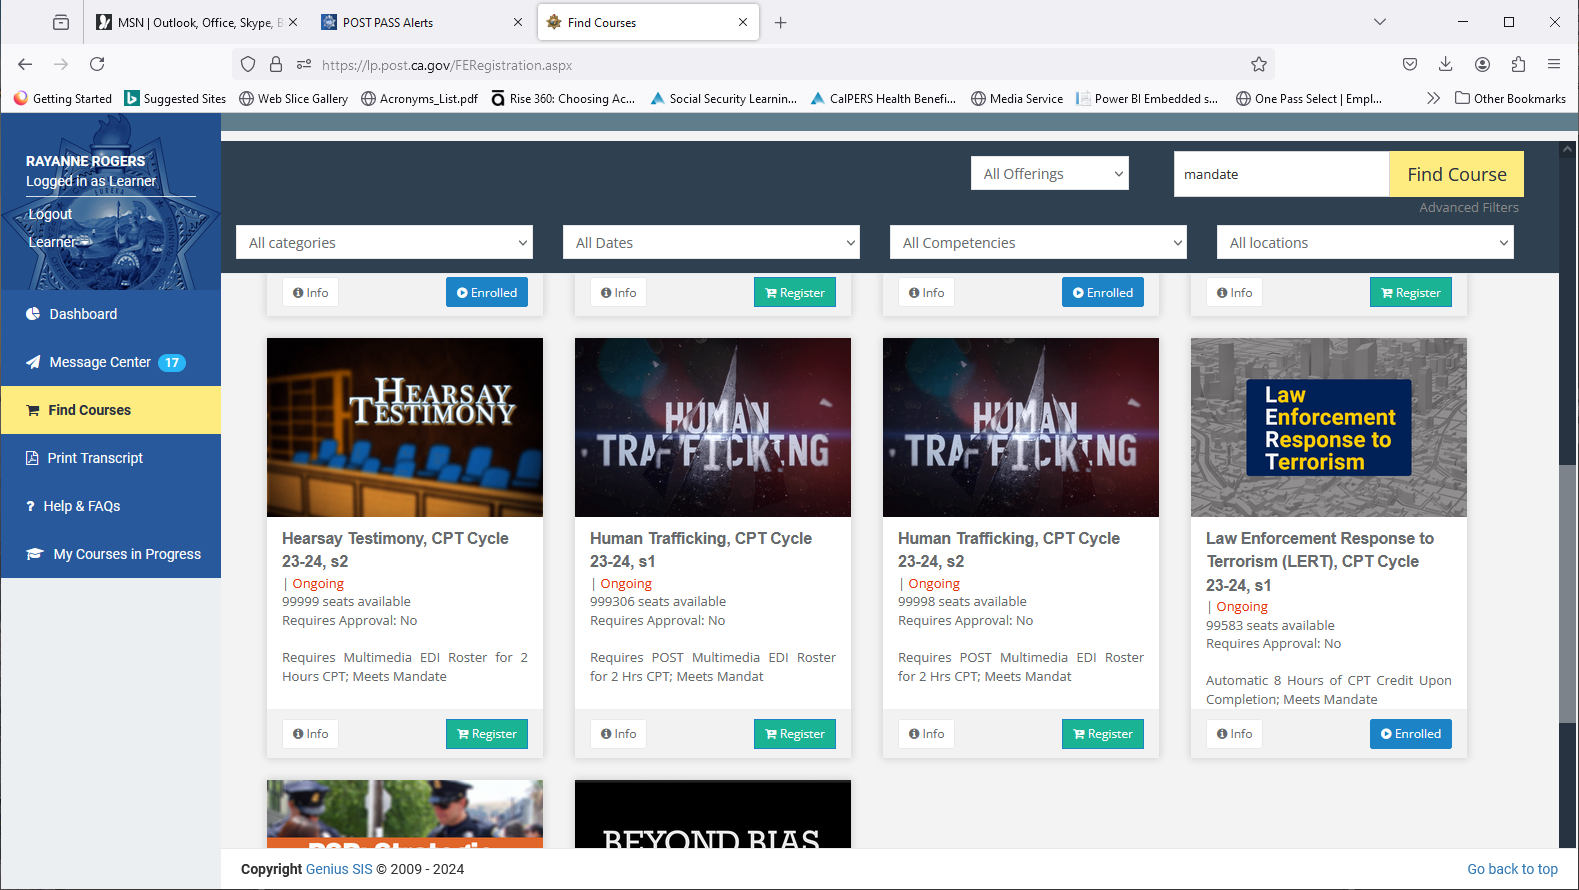 MSN | Outlook, Office, Skype, B
POST PASS Alerts
Find Courses
https://lp.post.ca.gov/FERegistration.aspx
Getting Started
Suggested Sites
Web Slice Gallery
Acronyms_List.pdf
Rise 360: Choosing Ac...
Social Security Learnin...
CalPERS Health Benefi...
Media Service
Power BI Embedded s...
One Pass Select | Empl...
Other Bookmarks
RAYANNE ROGERS
Logged in as Learner
Logout
Learner
Dashboard
Message Center 17
Find Courses
Print Transcript
Help & FAQs
My Courses in Progress
All Offerings
mandate
Find Course
Advanced Filters
All categories
All Dates
All Competencies
All locations
Info
Enrolled
Info
Register
Info
Enrolled
Info
Register
HEARSAY
TESTIMONY
Hearsay Testimony, CPT Cycle
23-24, s2
| Ongoing
99999 seats available
Requires Approval: No
Requires Multimedia EDI Roster for 2
Hours CPT; Meets Mandate
Info
Register
HUMAN
TRAFFICKING
Human Trafficking, CPT Cycle
23-24, s1
| Ongoing
999306 seats available
Requires Approval: No
Requires POST Multimedia EDI Roster
for 2 Hrs CPT; Meets Mandat
Info
Register
HUMAN
TRAFFICKING
Human Trafficking, CPT Cycle
23-24, s2
| Ongoing
99998 seats available
Requires Approval: No
Requires POST Multimedia EDI Roster
for 2 Hrs CPT; Meets Mandat
Info
Register
Law
Enforcement
Response to
Terrorism
Law Enforcement Response to
Terrorism (LERT), CPT Cycle
23-24, s1
| Ongoing
99583 seats available
Requires Approval: No
Automatic 8 Hours of CPT Credit Upon
Completion; Meets Mandate
Info
Enrolled
BEYOND BIAS
Copyright Genius SIS © 2009 - 2024
Go back to top